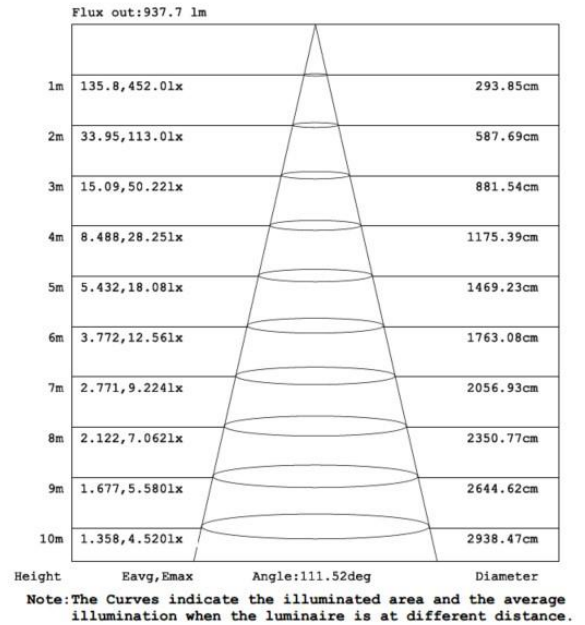 Flux out:937.7 lm
1m 135.8,452.0lx 293.85cm
2m 33.95,113.0lx 587.69cm
3m 15.09,50.22lx 881.54cm
4m 8.488,28.25lx 1175.39cm
5m 5.432,18.08lx 1469.23cm
6m 3.772,12.56lx 1763.08cm
7m 2.771,9.224lx 2056.93cm
8m 2.122,7.062lx 2350.77cm
9m 1.677,5.580lx 2644.62cm
10m 1.358,4.520lx 2938.47cm
Height Eavg,Emax Angle:111.52deg Diameter
Note:The Curves indicate the illuminated area and the average
illumination when the luminaire is at different distance.